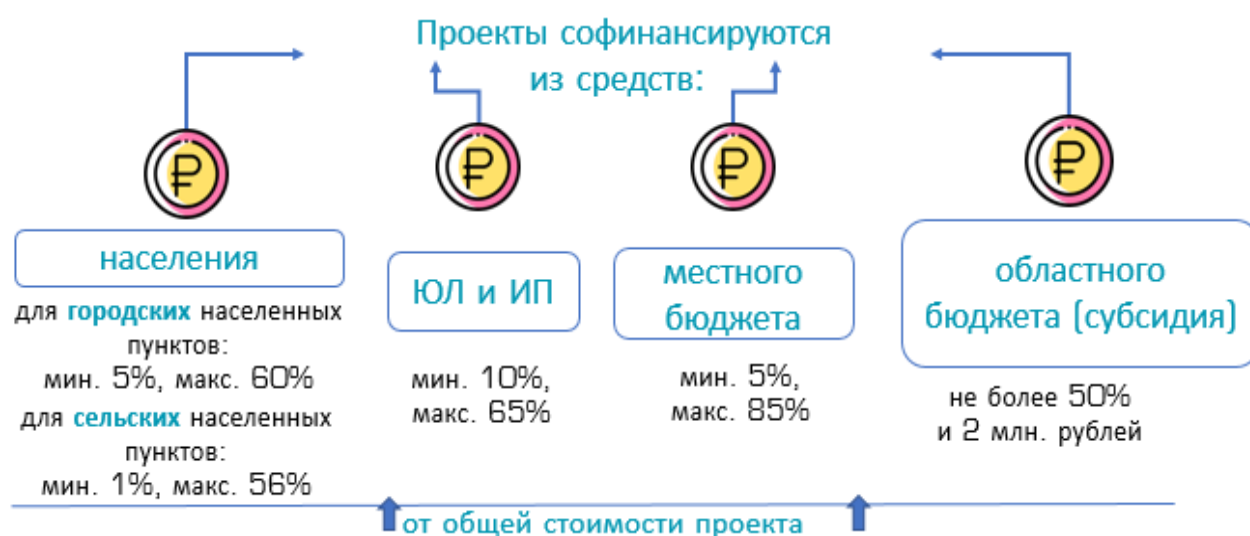 Проекты софинансируются
из средств:
населения
для городских населенных
пунктов:
мин. 5%, макс. 60%
для сельских населенных
пунктов:
мин. 1%, макс. 56%
ЮЛ и ИП
мин. 10%,
макс. 65%
местного
бюджета
мин. 5%,
макс. 85%
областного
бюджета (субсидия)
не более 50%
и 2 млн. рублей
от общей стоимости проекта